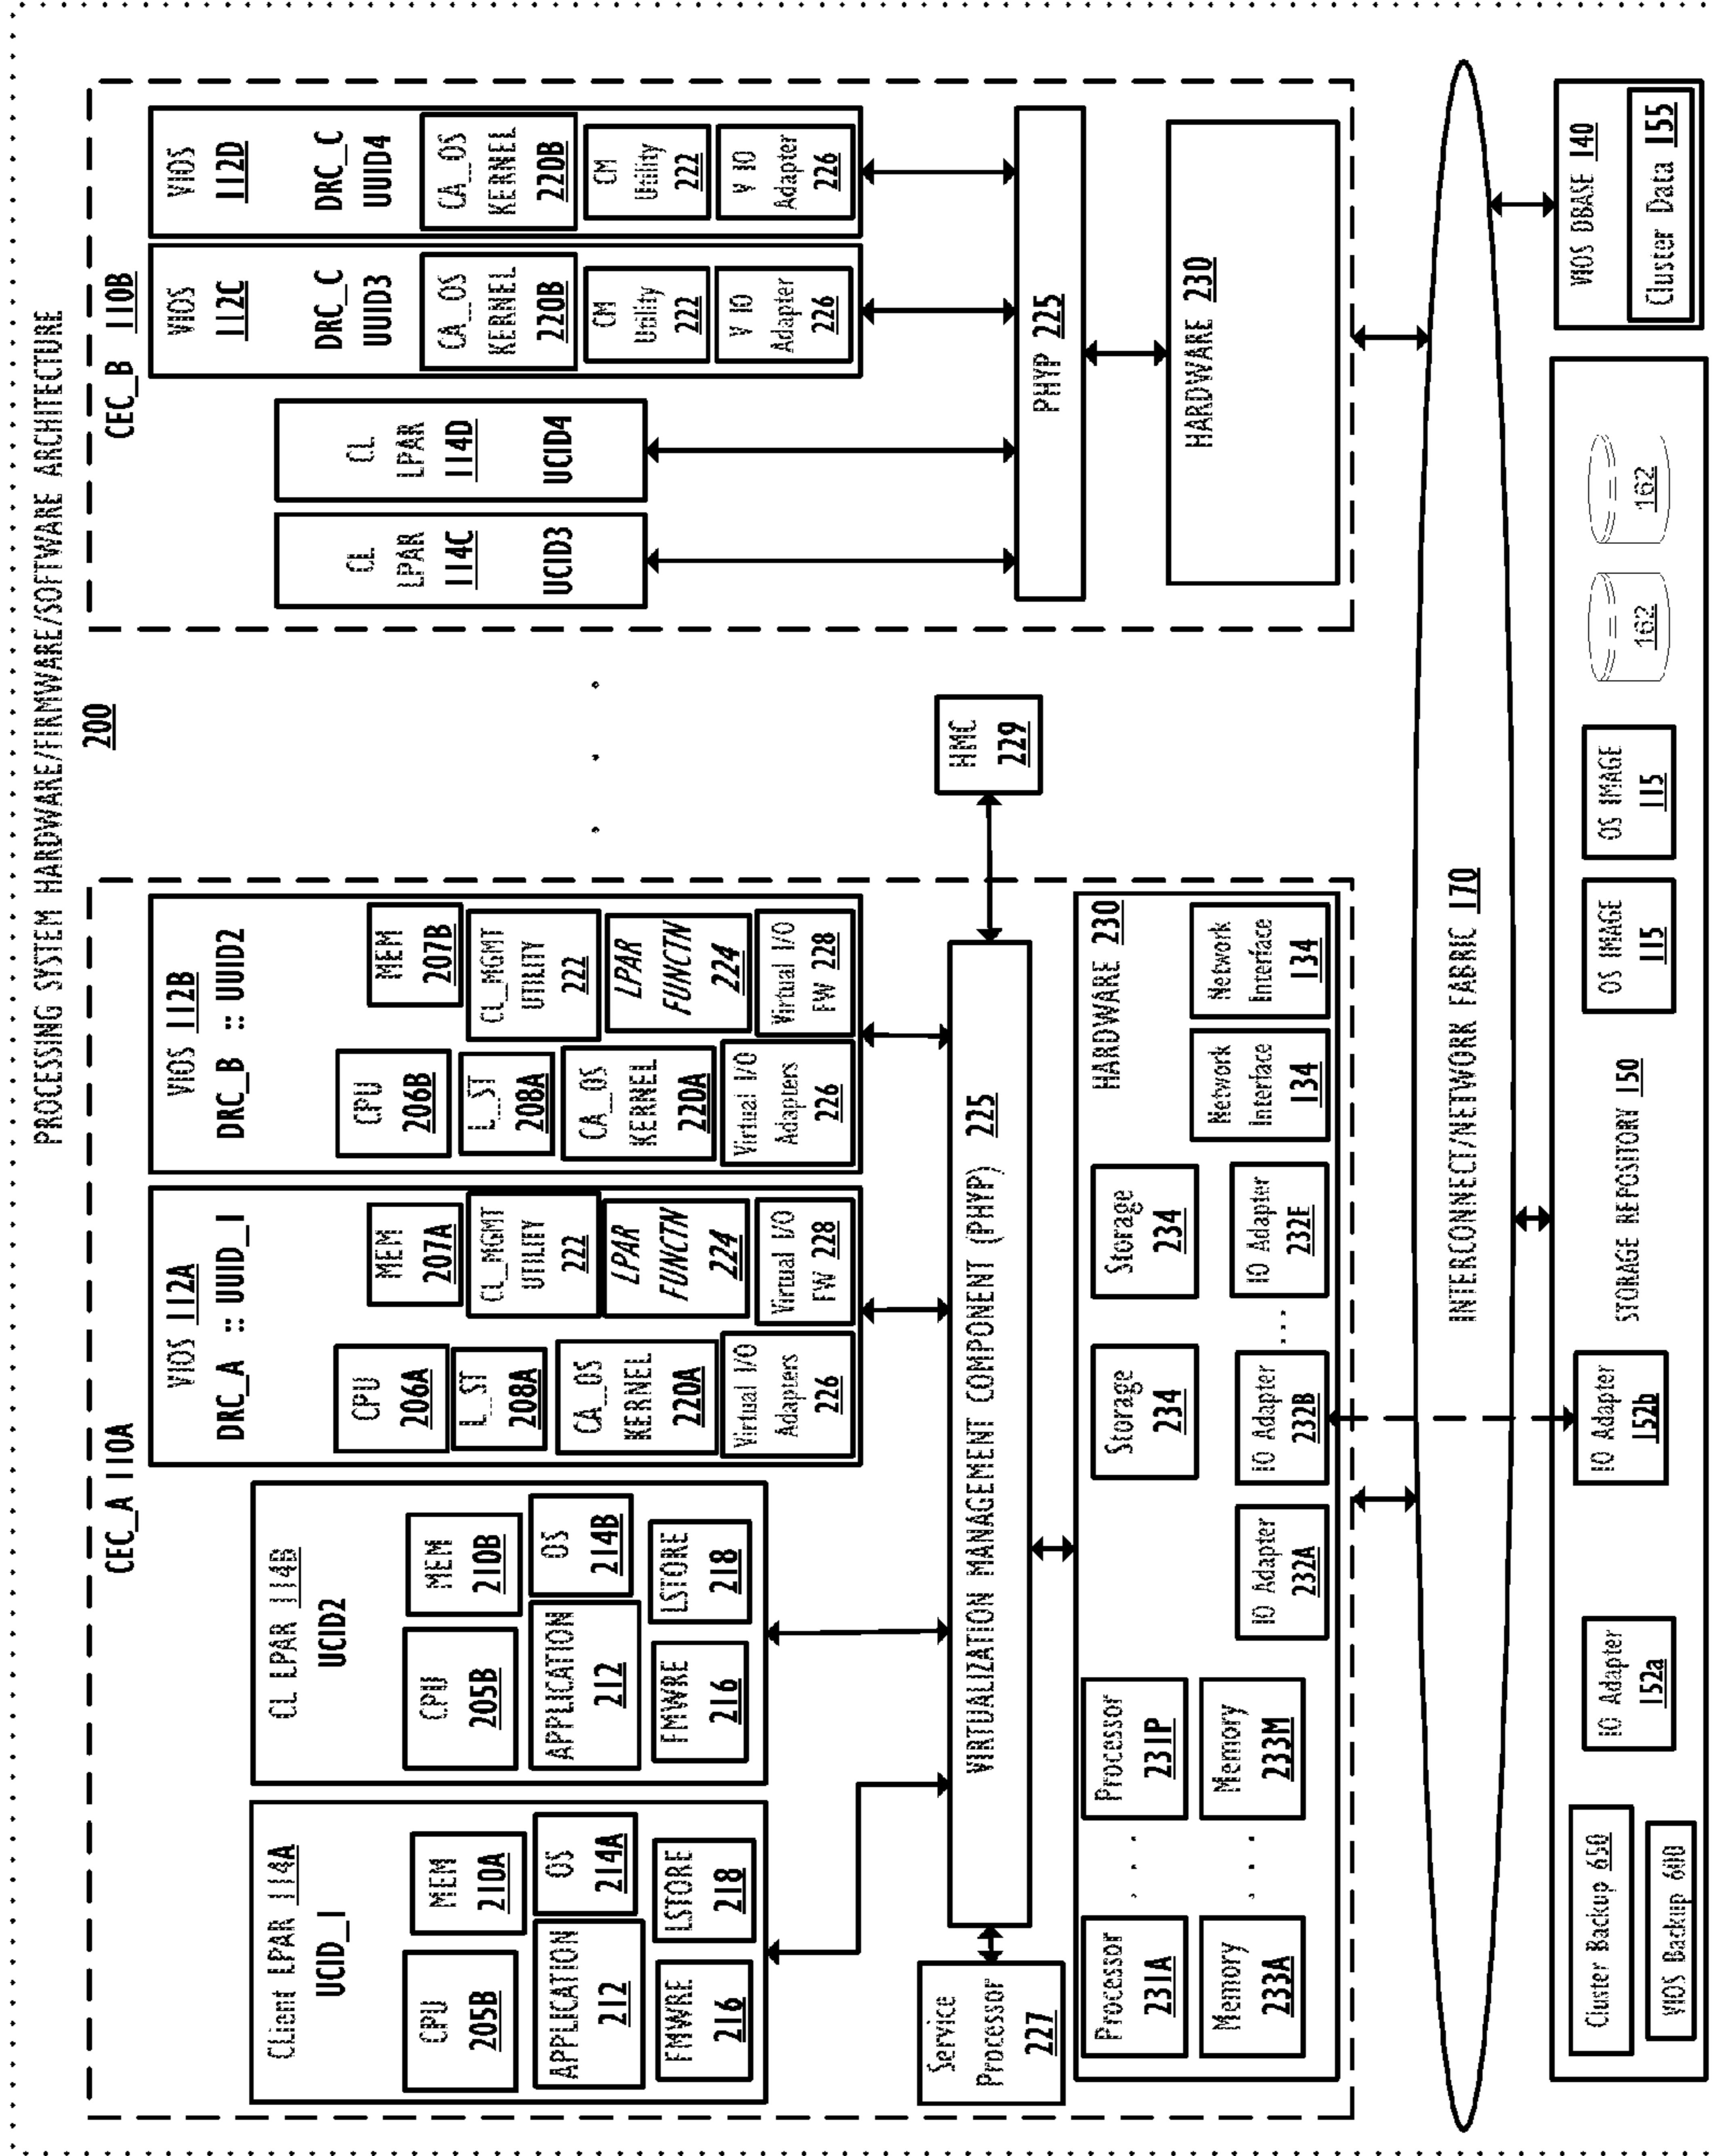 PROCESSING SYSTEM HARDWARE/FIRMWARE/SOFTWARE ARCHITECTURE
200
CEC_A 110A
CLient LPAR 114A
UCID_1
CPU
205B
MEM
210A
APPLICATION
212
OS
214A
FMWRE
216
LSTORE
218
CL LPAR 114B
UCID2
CPU
205B
MEM
210B
APPLICATION
212
OS
214B
FMWRE
216
LSTORE
218
VIOS 112A
DRC_A :: UUID_1
CPU
206A
MEM
207A
L_ST
208A
CL_MGMT
UTILITY
222
CA_OS
KERNEL
220A
LPAR
FUNCTN
224
Virtual I/O
Adapters
226
Virtual I/O
FW 228
VIOS 112B
DRC_B :: UUID2
CPU
206B
MEM
207B
L_ST
208A
CL_MGMT
UTILITY
222
CA_OS
KERNEL
220A
LPAR
FUNCTN
224
Virtual I/O
Adapters
226
Virtual I/O
FW 228
. . .
Service
Processor
227
VIRTUALIZATION MANAGEMENT COMPONENT (PHYP) 225
HMC
229
HARDWARE 230
Processor
231A
. . .
Processor
231P
Memory
233A
. . .
Memory
233M
Storage
234
Storage
234
IO Adapter
232A
IO Adapter
232B
...
IO Adapter
232E
Network
Interface
134
Network
Interface
134
CEC_B 110B
CL
LPAR
114C
UCID3
CL
LPAR
114D
UCID4
VIOS
112C
DRC_C
UUID3
CA_OS
KERNEL
220B
CM
Utility
222
V IO
Adapter
226
VIOS
112D
DRC_C
UUID4
CA_OS
KERNEL
220B
CM
Utility
222
V IO
Adapter
226
PHYP 225
HARDWARE 230
INTERCONNECT/NETWORK FABRIC 170
Cluster Backup 650
VIOS Backup 600
IO Adapter
152a
IO Adapter
152b
STORAGE REPOSITORY 150
OS IMAGE
115
OS IMAGE
115
162
162
VIOS DBASE 140
Cluster Data 155